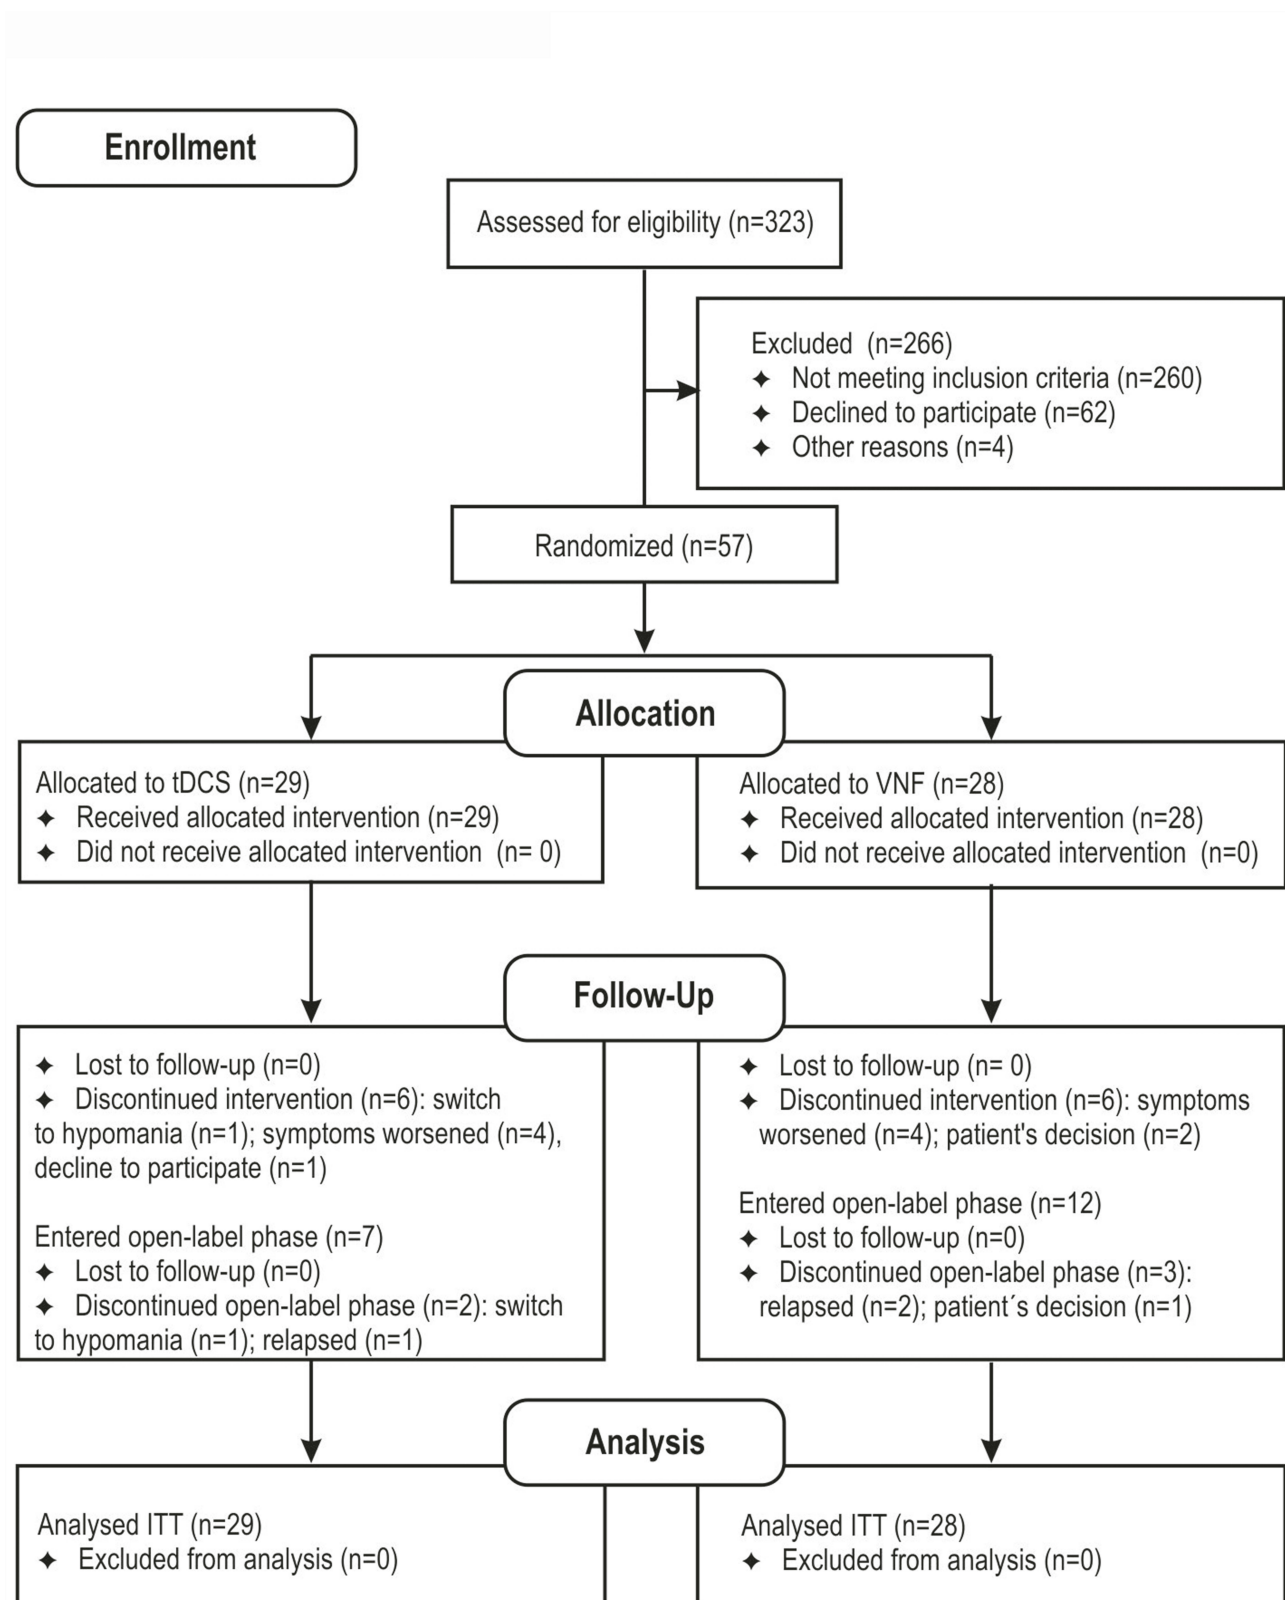 Enrollment
Assessed for eligibility (n=323)
Excluded (n=266)
✦ Not meeting inclusion criteria (n=260)
✦ Declined to participate (n=62)
✦ Other reasons (n=4)
Randomized (n=57)
Allocation
Allocated to tDCS (n=29)
✦ Received allocated intervention (n=29)
✦ Did not receive allocated intervention (n= 0)
Allocated to VNF (n=28)
✦ Received allocated intervention (n=28)
✦ Did not receive allocated intervention (n=0)
Follow-Up
✦ Lost to follow-up (n=0)
✦ Discontinued intervention (n=6): switch
to hypomania (n=1); symptoms worsened (n=4),
decline to participate (n=1)
Entered open-label phase (n=7)
✦ Lost to follow-up (n=0)
✦ Discontinued open-label phase (n=2): switch
to hypomania (n=1); relapsed (n=1)
✦ Lost to follow-up (n= 0)
✦ Discontinued intervention (n=6): symptoms
worsened (n=4); patient's decision (n=2)
Entered open-label phase (n=12)
✦ Lost to follow-up (n=0)
✦ Discontinued open-label phase (n=3):
relapsed (n=2); patient´s decision (n=1)
Analysis
Analysed ITT (n=29)
✦ Excluded from analysis (n=0)
Analysed ITT (n=28)
✦ Excluded from analysis (n=0)